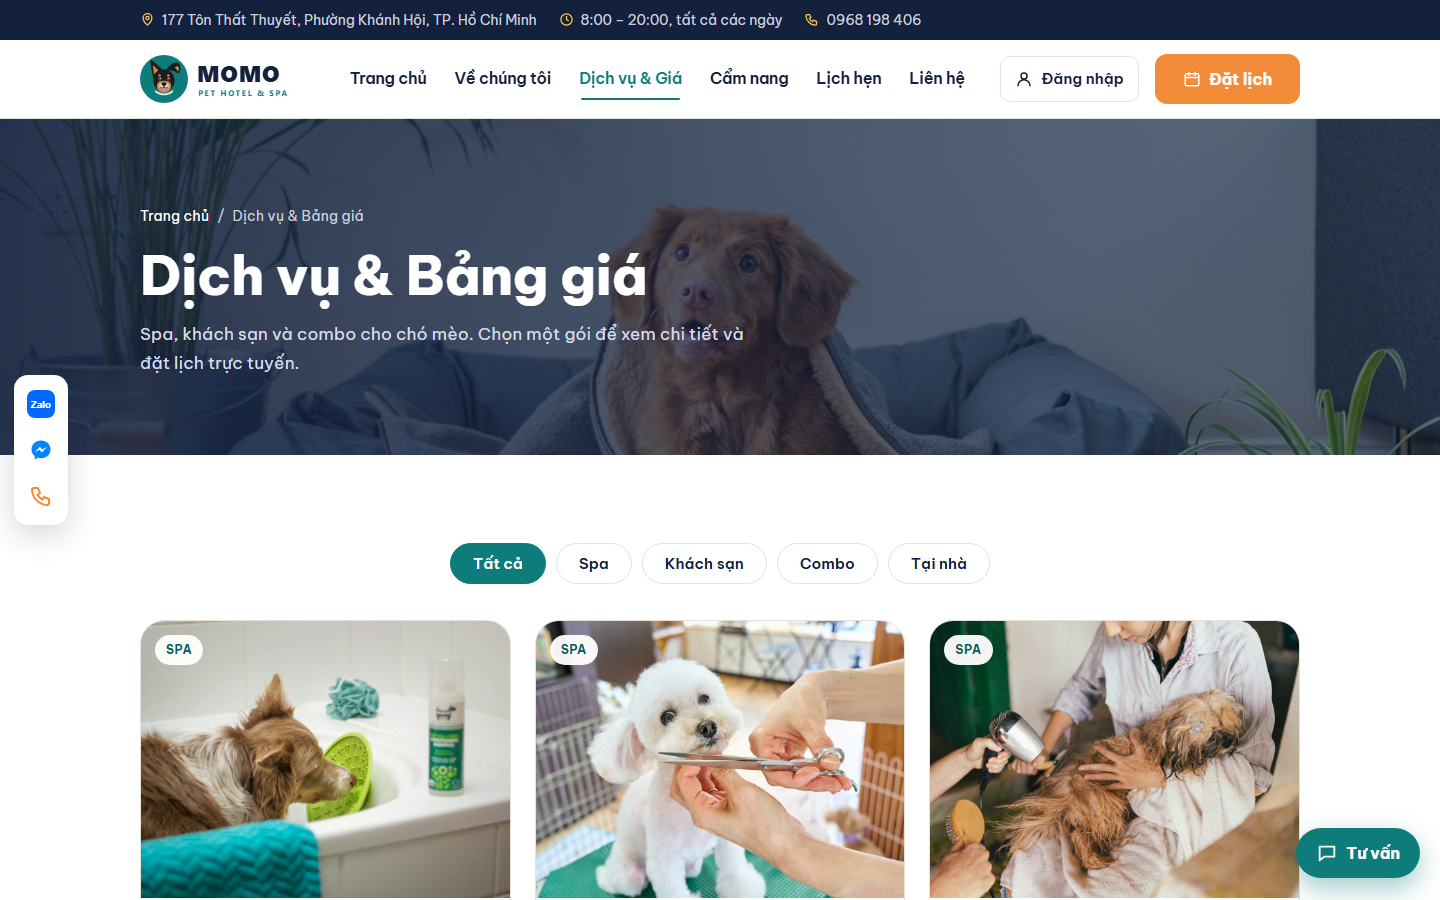 177 Tôn Thất Thuyết, Phường Khánh Hội, TP. Hồ Chí Minh
8:00 – 20:00, tất cả các ngày
0968 198 406
MOMO
PET HOTEL & SPA
Trang chủ
Về chúng tôi
Dịch vụ & Giá
Cẩm nang
Lịch hẹn
Liên hệ
Đăng nhập
Đặt lịch
Trang chủ / Dịch vụ & Bảng giá
Dịch vụ & Bảng giá
Spa, khách sạn và combo cho chó mèo. Chọn một gói để xem chi tiết và
đặt lịch trực tuyến.
Zalo
Tất cả
Spa
Khách sạn
Combo
Tại nhà
SPA
SPA
SPA
Tư vấn